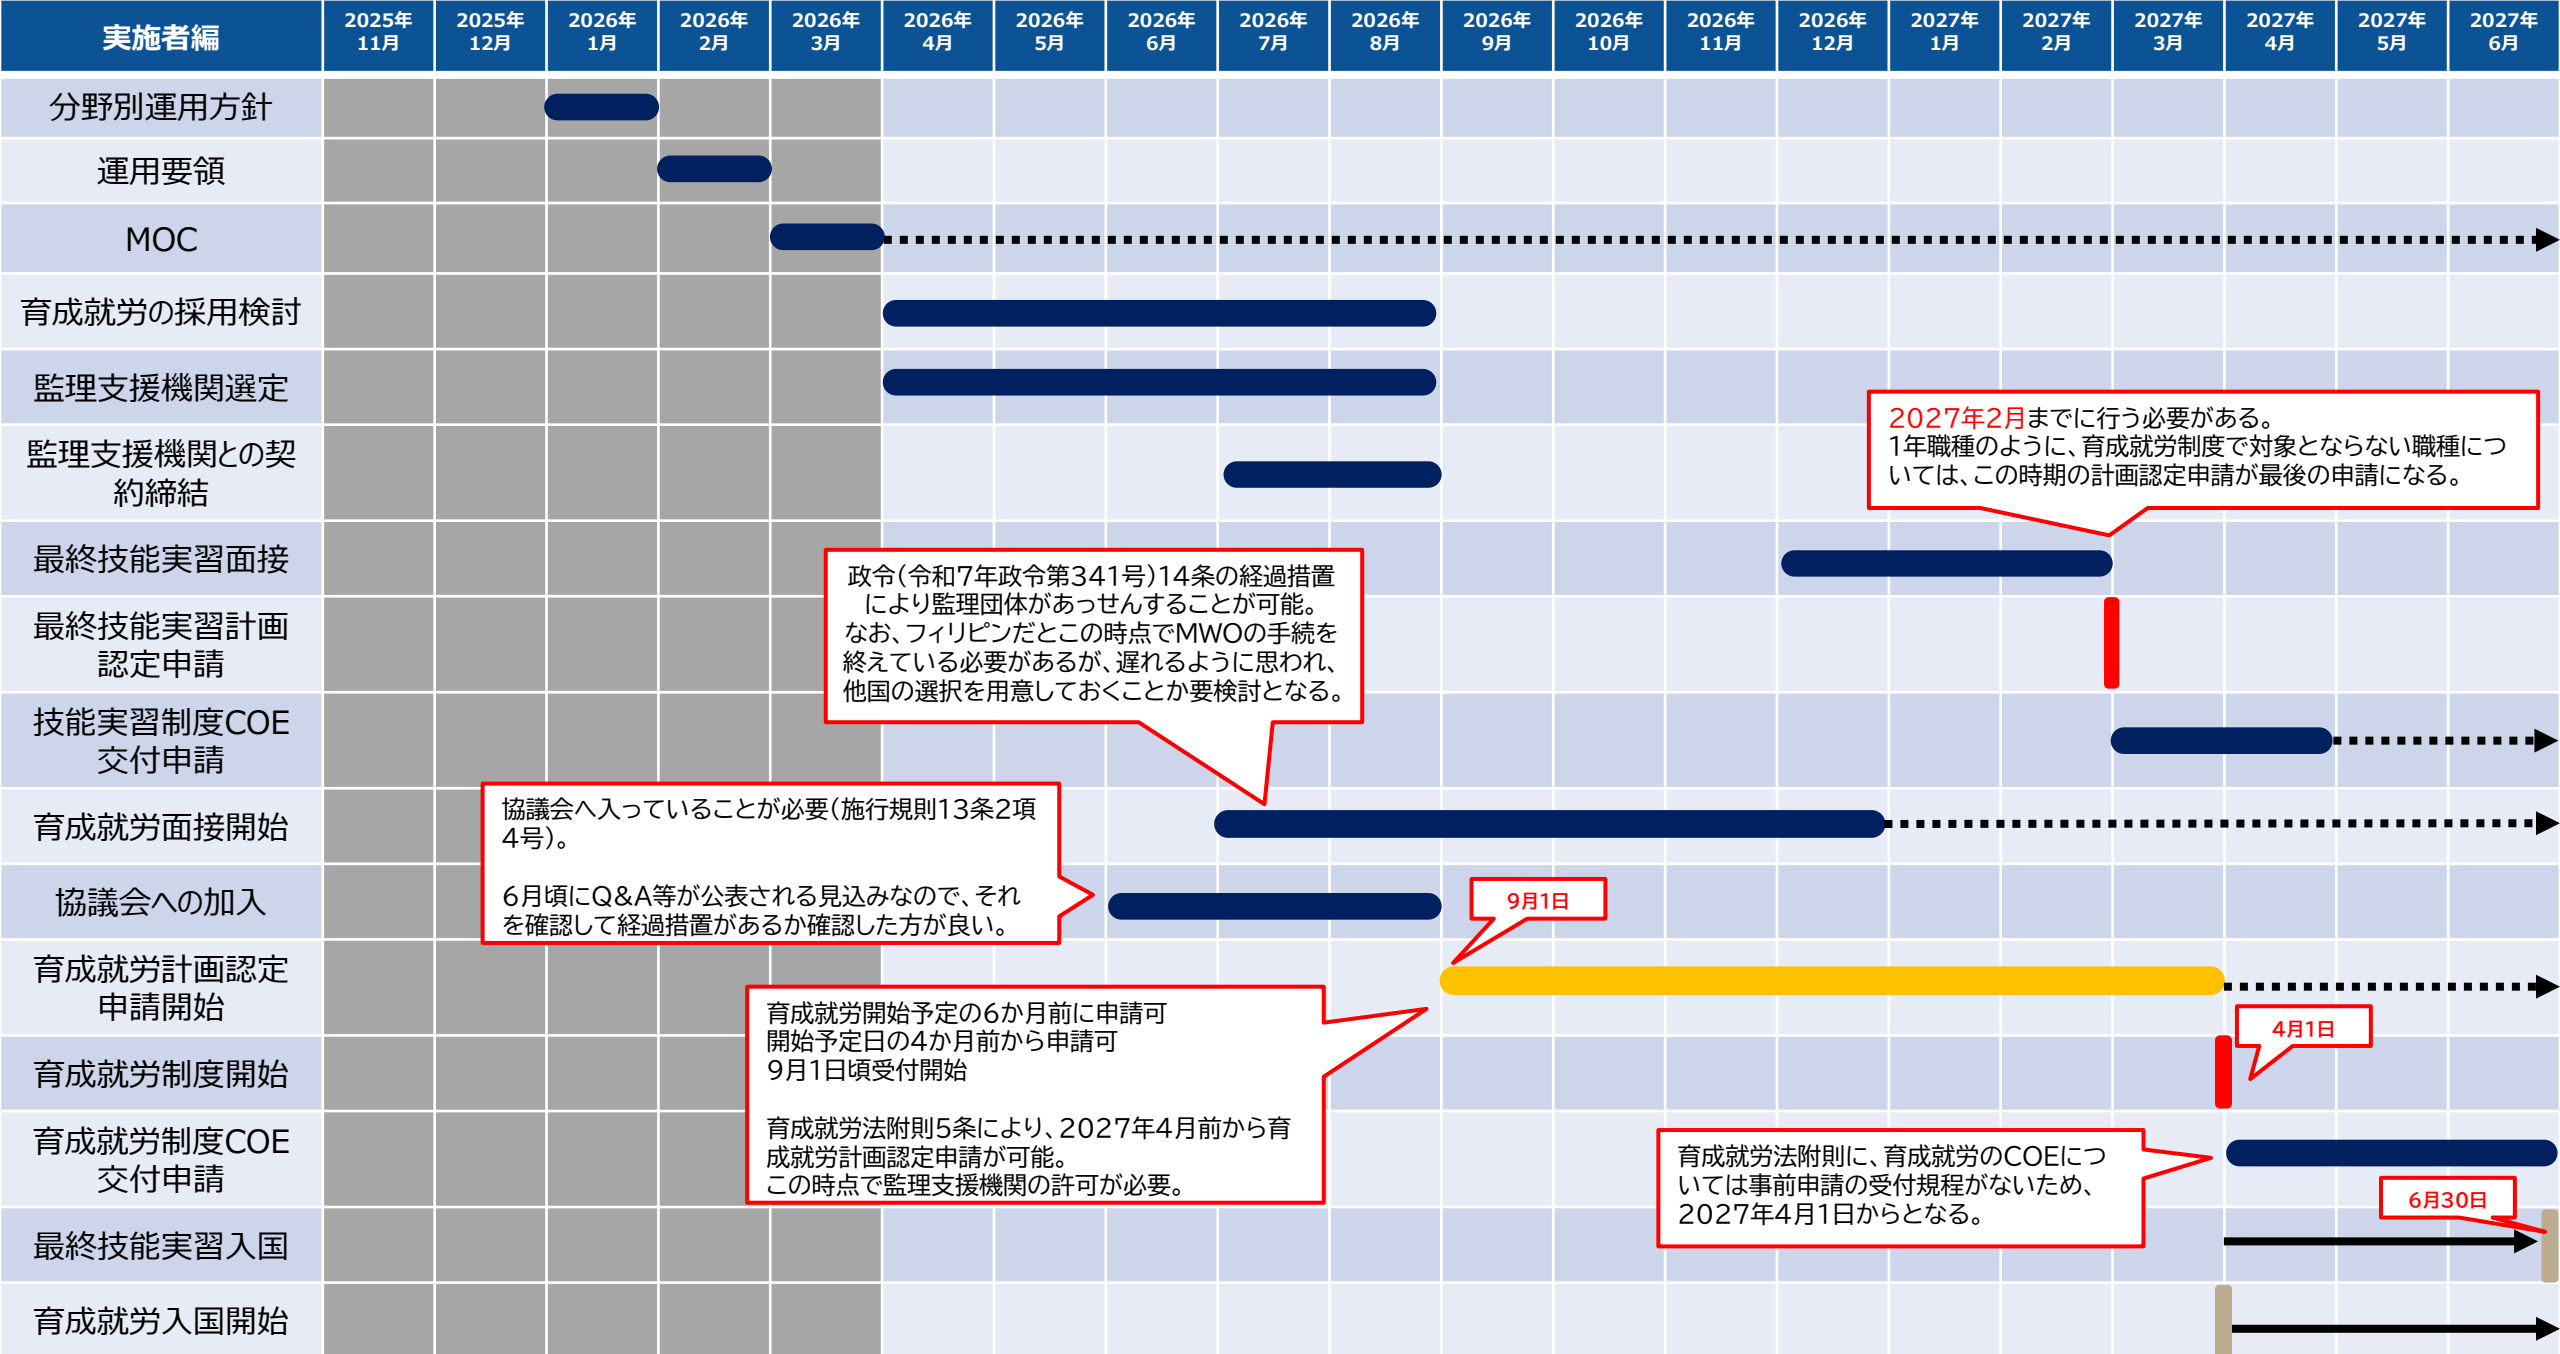 実施者編
2025年
11月
2025年
12月
2026年
1月
2026年
2月
2026年
3月
2026年
4月
2026年
5月
2026年
6月
2026年
7月
2026年
8月
2026年
9月
2026年
10月
2026年
11月
2026年
12月
2027年
1月
2027年
2月
2027年
3月
2027年
4月
2027年
5月
2027年
6月
分野別運用方針
運用要領
MOC
育成就労の採用検討
監理支援機関選定
2027年2月までに行う必要がある。
1年職種のように、育成就労制度で対象とならない職種につ
いては、この時期の計画認定申請が最後の申請になる。
監理支援機関との契
約締結
最終技能実習面接
政令(令和7年政令第341号)14条の経過措置
により監理団体があっせんすることが可能。
なお、フィリピンだとこの時点でMWOの手続を
終えている必要があるが、遅れるように思われ、
他国の選択を用意しておくことか要検討となる。
最終技能実習計画
認定申請
技能実習制度COE
交付申請
育成就労面接開始
協議会へ入っていることが必要(施行規則13条2項
4号)。
6月頃にQ&A等が公表される見込みなので、それ
を確認して経過措置があるか確認した方が良い。
協議会への加入
9月1日
育成就労計画認定
申請開始
育成就労開始予定の6か月前に申請可
開始予定日の4か月前から申請可
9月1日頃受付開始
育成就労法附則5条により、2027年4月前から育
成就労計画認定申請が可能。
この時点で監理支援機関の許可が必要。
4月1日
育成就労制度開始
育成就労制度COE
交付申請
育成就労法附則に、育成就労のCOEにつ
いては事前申請の受付規程がないため、
2027年4月1日からとなる。
6月30日
最終技能実習入国
育成就労入国開始